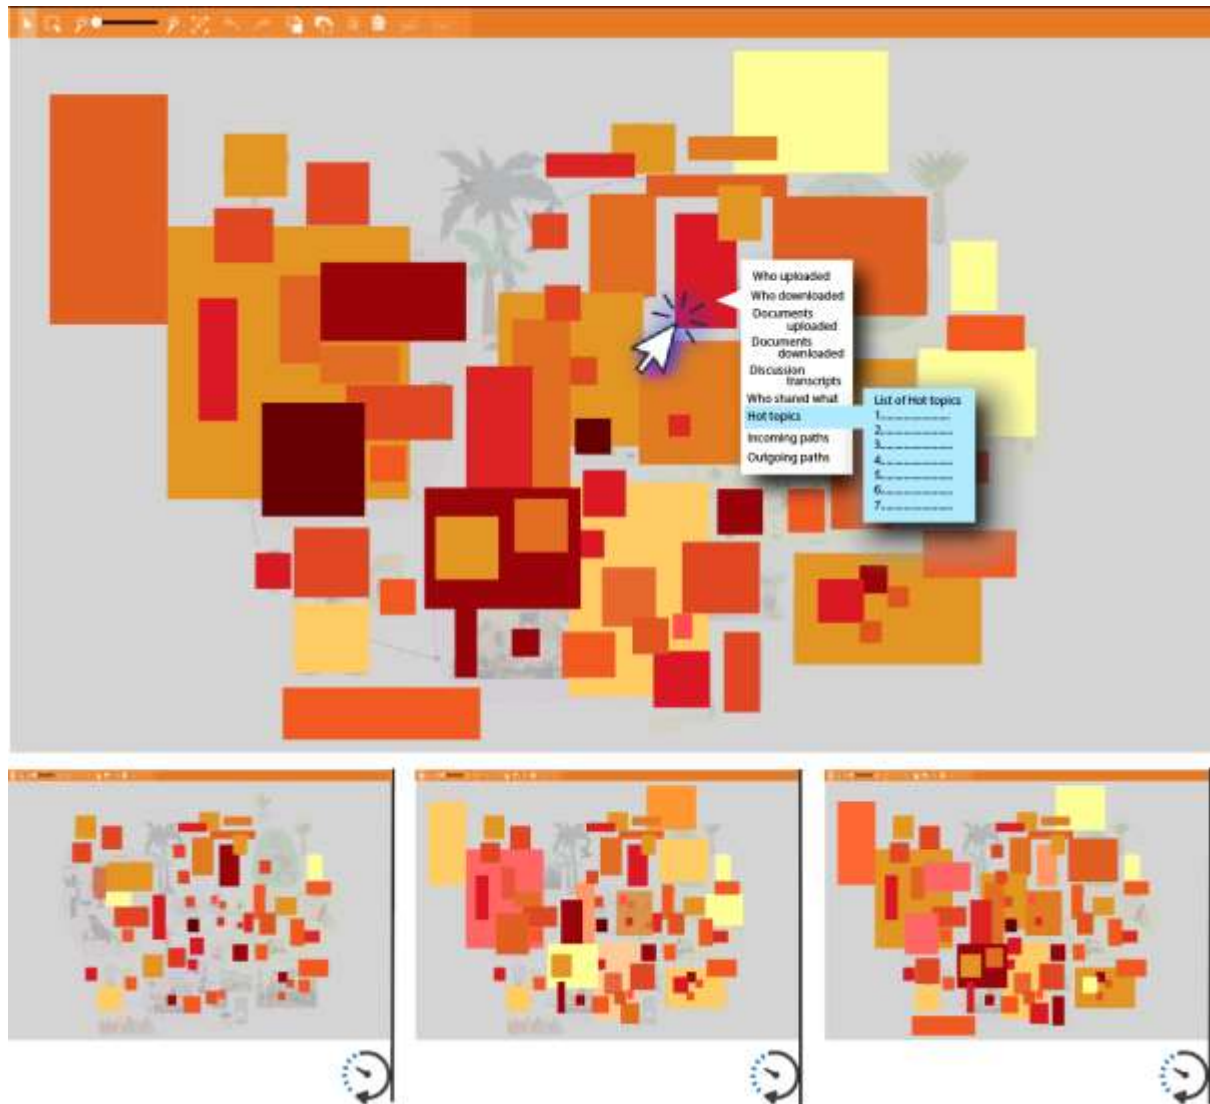 Who uploaded
Who downloaded
Documents
uploaded
Documents
downloaded
Discussion
transcripts
Who shared what
Hot topics
Incoming paths
Outgoing paths
List of Hot topics
1..................
2..................
3..................
4..................
5..................
6..................
7..................